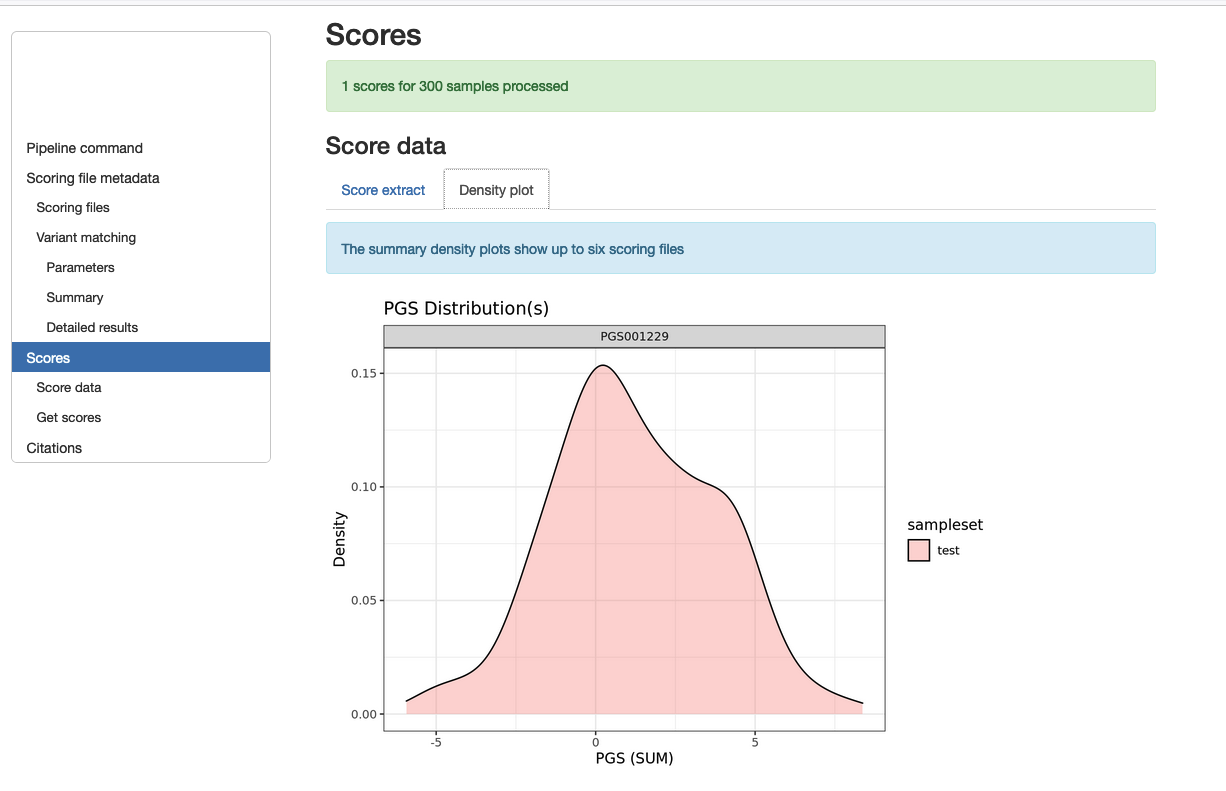 Pipeline command
Scoring file metadata
Scoring files
Variant matching
Parameters
Summary
Detailed results
Scores
Score data
Get scores
Citations
Scores
1 scores for 300 samples processed
Score data
Score extract
Density plot
The summary density plots show up to six scoring files
PGS Distribution(s)
PGS001229
0.15
0.10
0.05
0.00
Density
-5
0
5
PGS (SUM)
sampleset
test